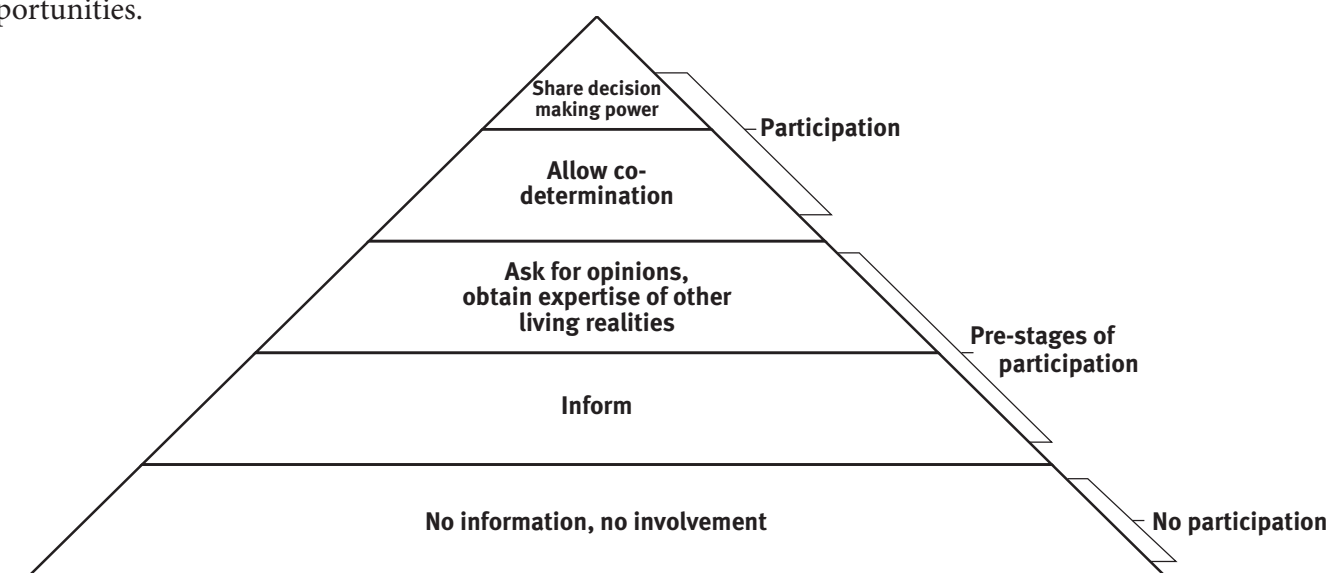 portunities.
Share decision
making power
Participation
Allow co-
determination
Ask for opinions,
obtain expertise of other
living realities
Pre-stages of
participation
Inform
No information, no involvement
No participation